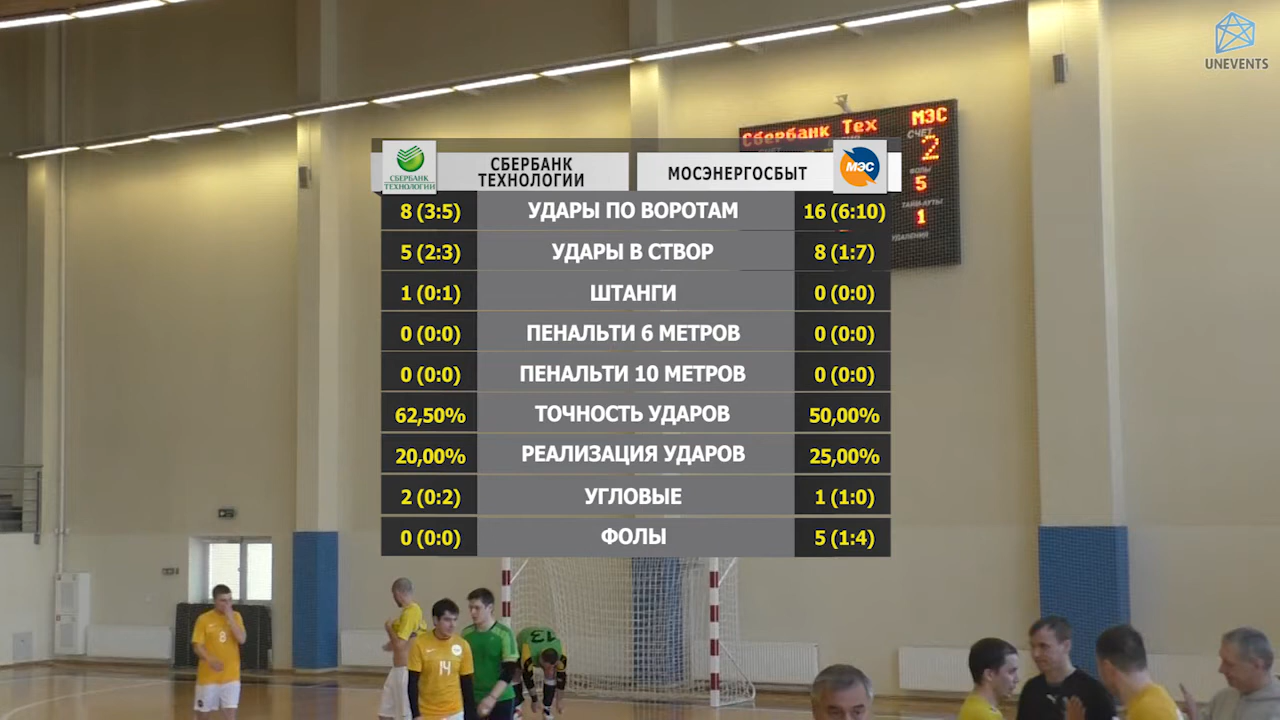 UNEVENTS
Сбербанк Тех МЭС
СЧЕТ
2
5
ТАЙМ-АУТЫ
1
УДАЛЕНИЯ
СБЕРБАНК
ТЕХНОЛОГИИ
СБЕРБАНК
ТЕХНОЛОГИИ
МОСЭНЕРГОСБЫТ
МЭС
8 (3:5) УДАРЫ ПО ВОРОТАМ 16 (6:10)
5 (2:3) УДАРЫ В СТВОР 8 (1:7)
1 (0:1) ШТАНГИ 0 (0:0)
0 (0:0) ПЕНАЛЬТИ 6 МЕТРОВ 0 (0:0)
0 (0:0) ПЕНАЛЬТИ 10 МЕТРОВ 0 (0:0)
62,50% ТОЧНОСТЬ УДАРОВ 50,00%
20,00% РЕАЛИЗАЦИЯ УДАРОВ 25,00%
2 (0:2) УГЛОВЫЕ 1 (1:0)
0 (0:0) ФОЛЫ 5 (1:4)
8
14
13